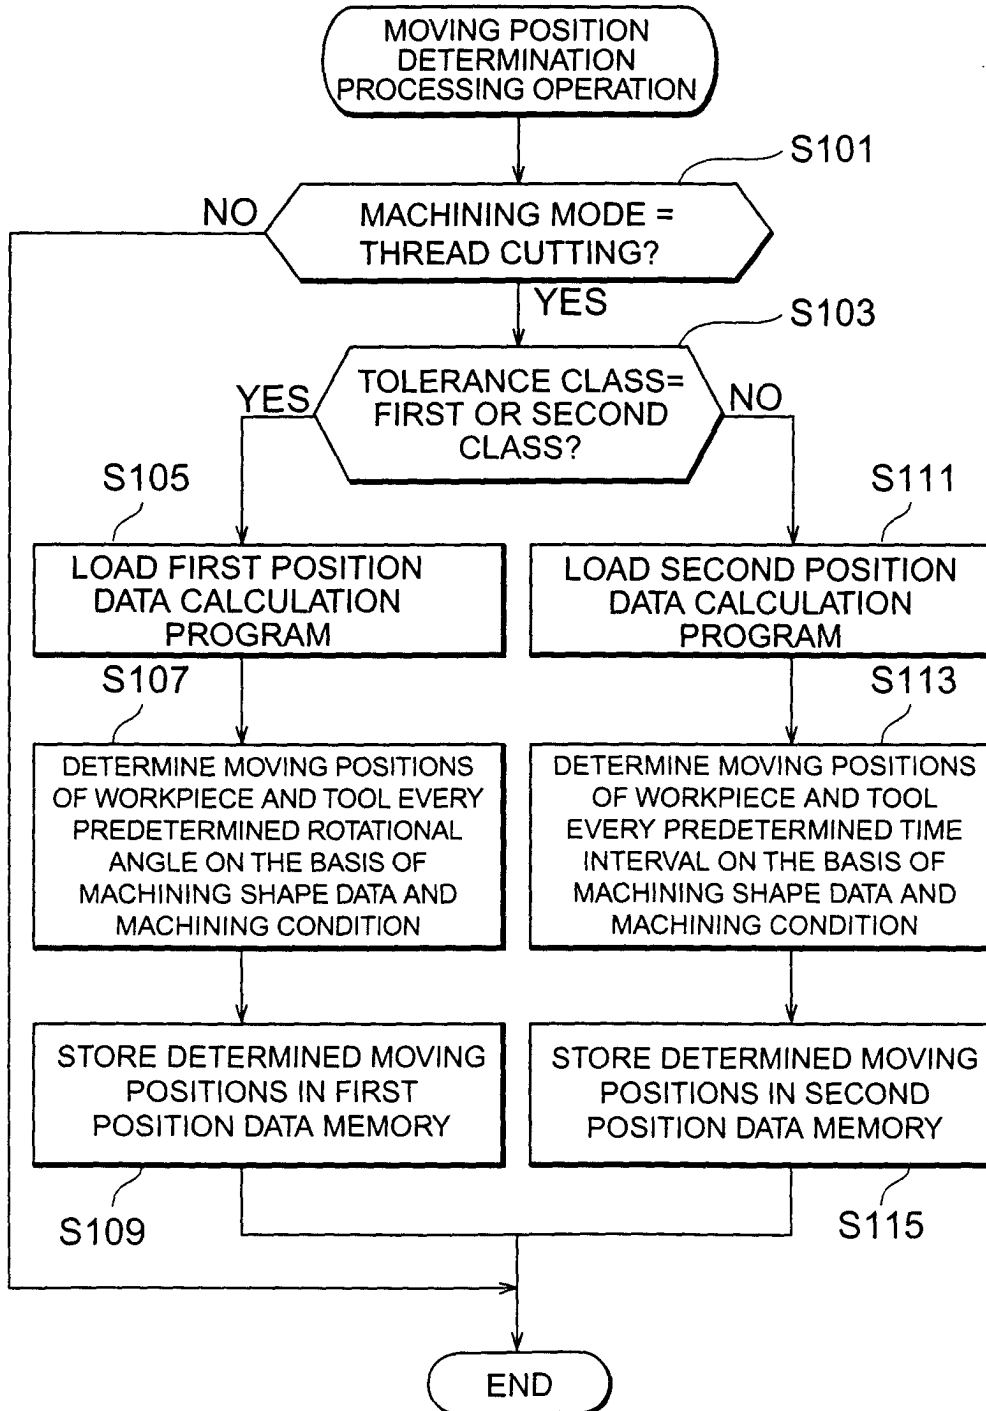 MOVING POSITION
DETERMINATION
PROCESSING OPERATION
S101
NO
MACHINING MODE =
THREAD CUTTING?
YES
S103
YES
TOLERANCE CLASS=
FIRST OR SECOND
CLASS?
NO
S105
LOAD FIRST POSITION
DATA CALCULATION
PROGRAM
S111
LOAD SECOND POSITION
DATA CALCULATION
PROGRAM
S107
DETERMINE MOVING POSITIONS
OF WORKPIECE AND TOOL EVERY
PREDETERMINED ROTATIONAL
ANGLE ON THE BASIS OF
MACHINING SHAPE DATA AND
MACHINING CONDITION
S113
DETERMINE MOVING POSITIONS
OF WORKPIECE AND TOOL
EVERY PREDETERMINED TIME
INTERVAL ON THE BASIS OF
MACHINING SHAPE DATA AND
MACHINING CONDITION
STORE DETERMINED MOVING
POSITIONS IN FIRST
POSITION DATA MEMORY
S109
STORE DETERMINED MOVING
POSITIONS IN SECOND
POSITION DATA MEMORY
S115
END